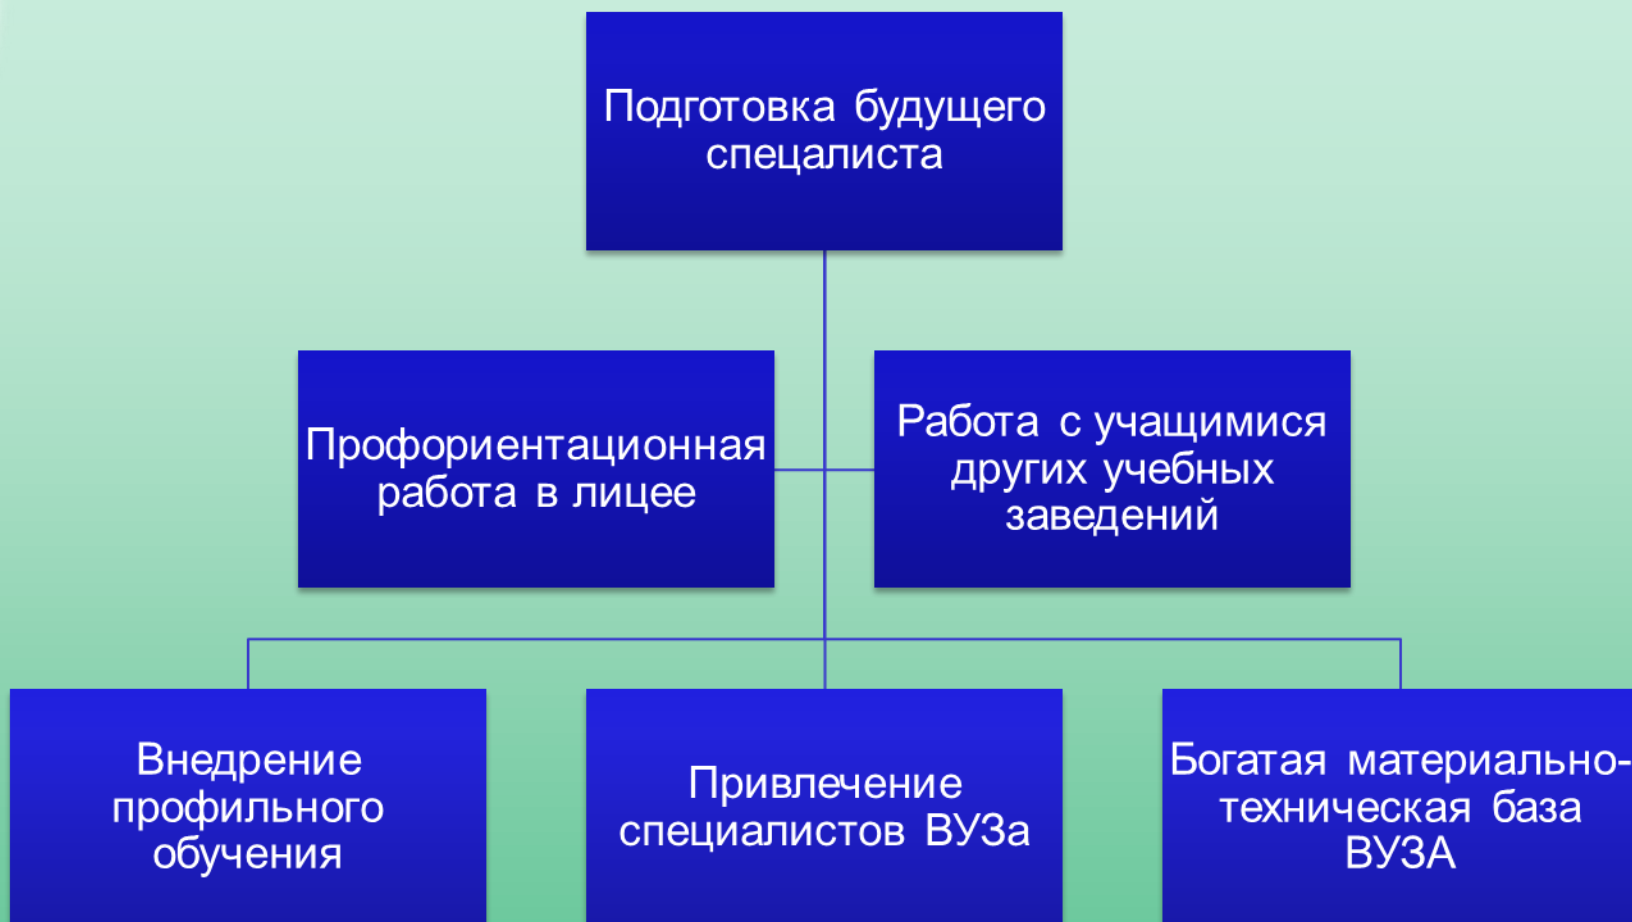 Подготовка будущего
спецалиста
Профориентационная
работа в лицее
Работа с учащимися
других учебных
заведений
Внедрение
профильного
обучения
Привлечение
специалистов ВУЗа
Богатая материально-
техническая база
ВУЗА